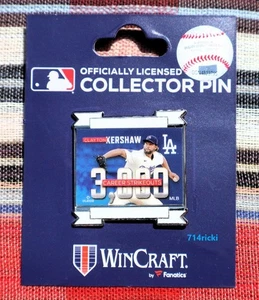 OFFICIALLY LICENSED
COLLECTOR PIN
CLAYTON
KERSHAW
LA
3,000
CAREER STRIKEOUTS
MLB
714ricki
WINCRAFT
by Fanatics